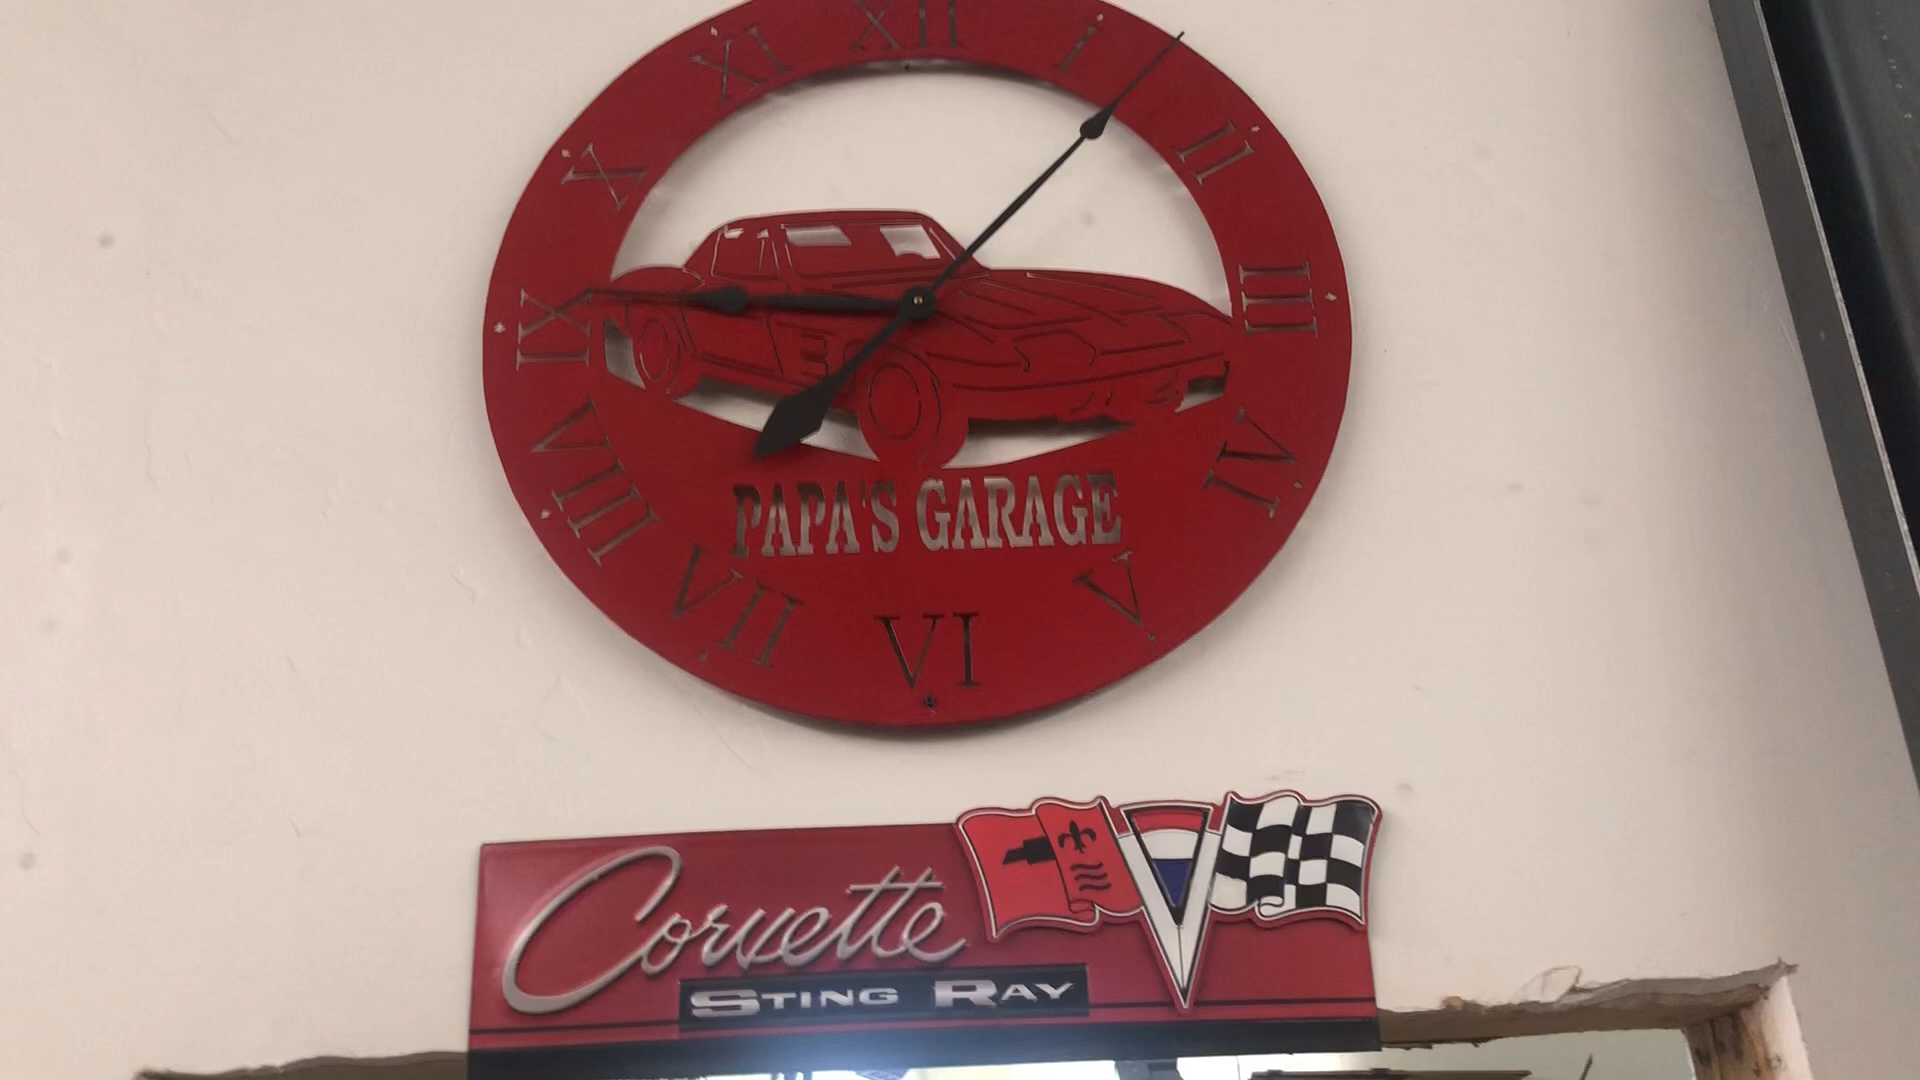 XII
I
II
III
IV
V
VI
VII
VIII
IX
X
XI
PAPA'S GARAGE
Corvette
STING RAY